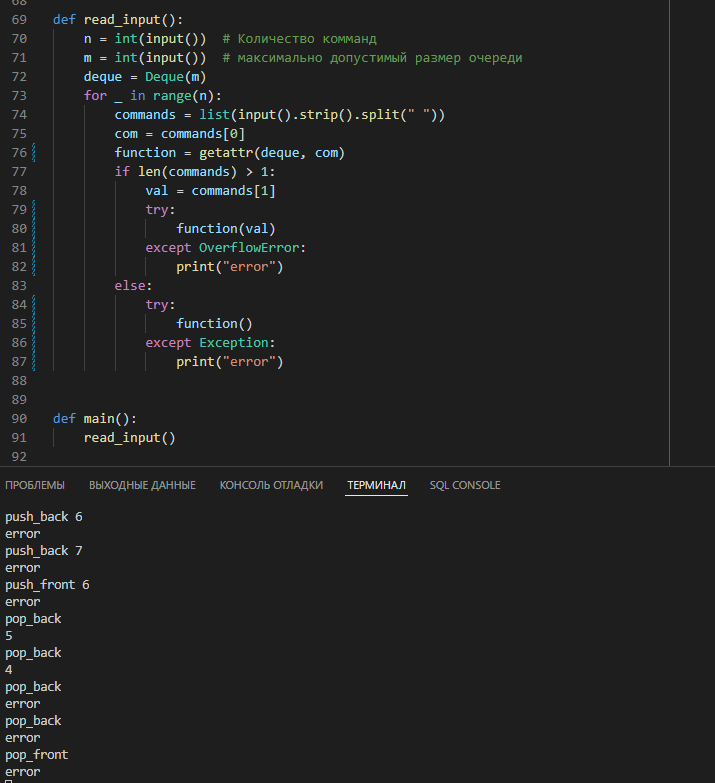 68
69 def read_input():
70     n = int(input())  # Количество комманд
71     m = int(input())  # максимально допустимый размер очереди
72     deque = Deque(m)
73     for _ in range(n):
74         commands = list(input().strip().split(" "))
75         com = commands[0]
76         function = getattr(deque, com)
77         if len(commands) > 1:
78             val = commands[1]
79             try:
80                 function(val)
81             except OverflowError:
82                 print("error")
83         else:
84             try:
85                 function()
86             except Exception:
87                 print("error")
88
89
90 def main():
91     read_input()
92
ПРОБЛЕМЫ ВЫХОДНЫЕ ДАННЫЕ КОНСОЛЬ ОТЛАДКИ ТЕРМИНАЛ SQL CONSOLE
push_back 6
error
push_back 7
error
push_front 6
error
pop_back
5
pop_back
4
pop_back
error
pop_back
error
pop_front
error